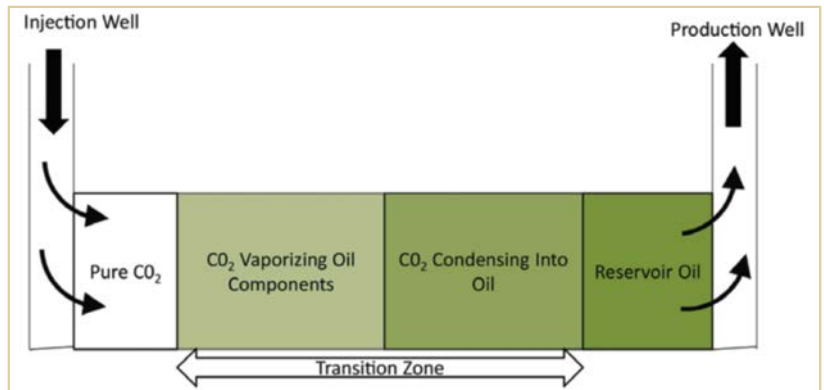 Injection Well
Production Well
Pure C0₂
C0₂ Vaporizing Oil
Components
C0₂ Condensing Into
Oil
Reservoir Oil
Transition Zone